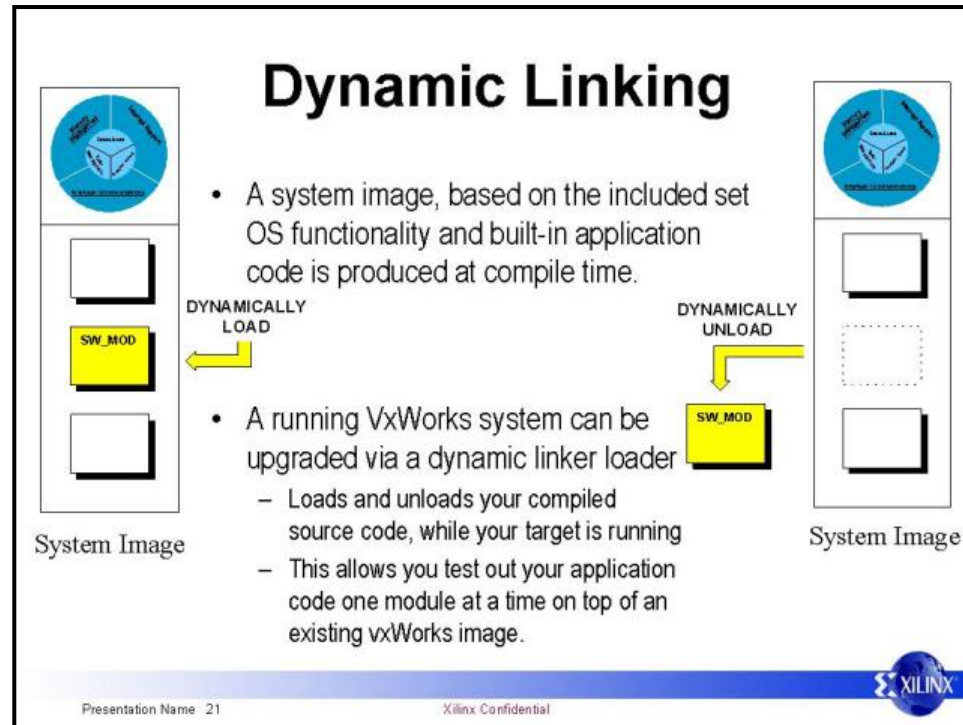 Dynamic Linking
• A system image, based on the included set
OS functionality and built-in application
code is produced at compile time.
DYNAMICALLY
LOAD
SW_MOD
DYNAMICALLY
UNLOAD
SW_MOD
• A running VxWorks system can be
upgraded via a dynamic linker loader
– Loads and unloads your compiled
source code, while your target is running
– This allows you test out your application
code one module at a time on top of an
existing vxWorks image.
System Image
System Image
XILINX
Presentation Name 21
Xilinx Confidential